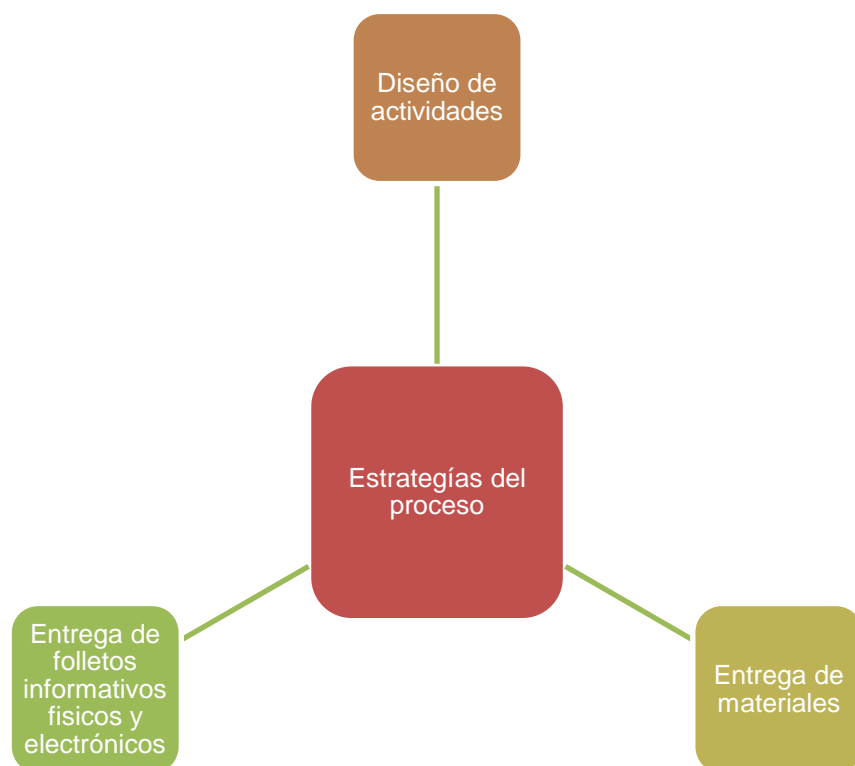 Diseño de
actividades
Estrategías del
proceso
Entrega de
folletos
informativos
fisicos y
electrónicos
Entrega de
materiales